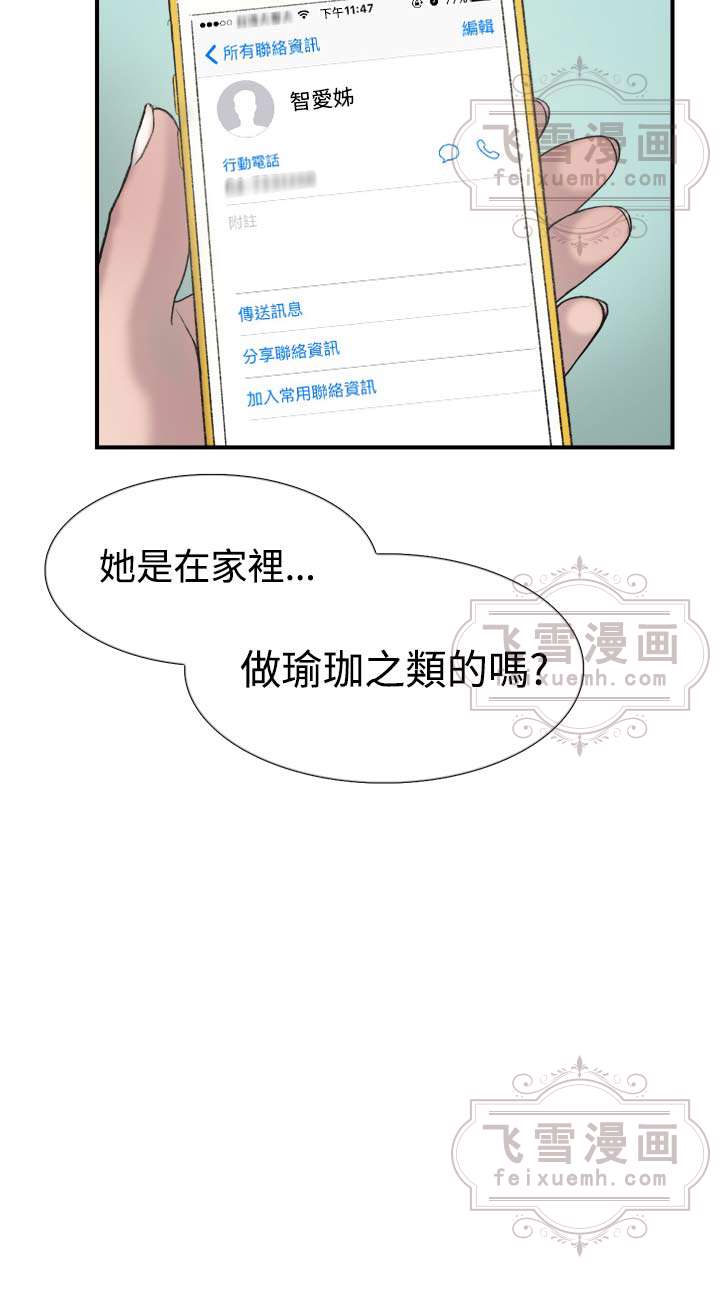 下午11:47
77%
所有聯絡資訊
編輯
智愛姊
行動電話
附註
傳送訊息
分享聯絡資訊
加入常用聯絡資訊
飞雪漫画
feixuemh.com
她是在家裡...
做瑜珈之類的嗎?
飞雪漫画
feixuemh.com
飞雪漫画
feixuemh.com